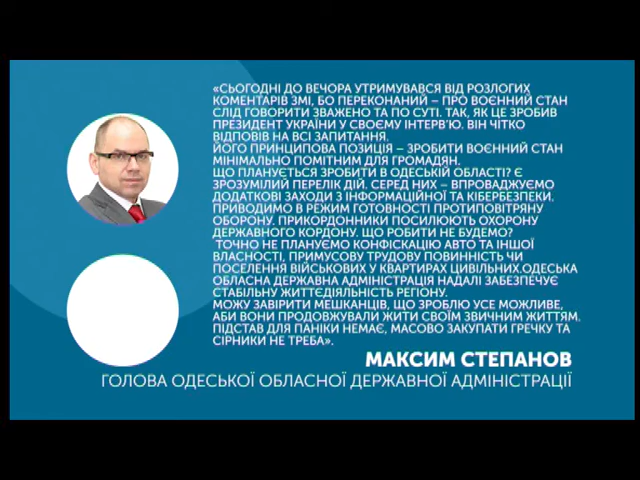 «СЬОГОДНІ ДО ВЕЧОРА УТРИМУВАВСЯ ВІД РОЗЛОГИХ
КОМЕНТАРІВ ЗМІ, БО ПЕРЕКОНАНИЙ – ПРО ВОЄННИЙ СТАН
СЛІД ГОВОРИТИ ЗВАЖЕНО ТА ПО СУТІ. ТАК, ЯК ЦЕ ЗРОБИВ
ПРЕЗИДЕНТ УКРАЇНИ У СВОЄМУ ІНТЕРВ'Ю. ВІН ЧІТКО
ВІДПОВІВ НА ВСІ ЗАПИТАННЯ.
ЙОГО ПРИНЦИПОВА ПОЗИЦІЯ – ЗРОБИТИ ВОЄННИЙ СТАН
МІНІМАЛЬНО ПОМІТНИМ ДЛЯ ГРОМАДЯН.
ЩО ПЛАНУЄТЬСЯ ЗРОБИТИ В ОДЕСЬКІЙ ОБЛАСТІ? Є
ЗРОЗУМІЛИЙ ПЕРЕЛІК ДІЙ. СЕРЕД НИХ – ВПРОВАДЖУЄМО
ДОДАТКОВІ ЗАХОДИ З ІНФОРМАЦІЙНОЇ ТА КІБЕРБЕЗПЕКИ.
ПРИВОДИМО В РЕЖИМ ГОТОВНОСТІ ПРОТИПОВІТРЯНУ
ОБОРОНУ. ПРИКОРДОННИКИ ПОСИЛЮЮТЬ ОХОРОНУ
ДЕРЖАВНОГО КОРДОНУ. ЩО РОБИТИ НЕ БУДЕМО?
ТОЧНО НЕ ПЛАНУЄМО КОНФІСКАЦІЮ АВТО ТА ІНШОЇ
ВЛАСНОСТІ, ПРИМУСОВУ ТРУДОВУ ПОВИННІСТЬ ЧИ
ПОСЕЛЕННЯ ВІЙСЬКОВИХ У КВАРТИРАХ ЦИВІЛЬНИХ.ОДЕСЬКА
ОБЛАСНА ДЕРЖАВНА АДМІНІСТРАЦІЯ НАДАЛІ ЗАБЕЗПЕЧУЄ
СТАБІЛЬНУ ЖИТТЄДІЯЛЬНІСТЬ РЕГІОНУ.
МОЖУ ЗАВІРИТИ МЕШКАНЦІВ, ЩО ЗРОБЛЮ УСЕ МОЖЛИВЕ,
АБИ ВОНИ ПРОДОВЖУВАЛИ ЖИТИ СВОЇМ ЗВИЧНИМ ЖИТТЯМ.
ПІДСТАВ ДЛЯ ПАНІКИ НЕМАЄ, МАСОВО ЗАКУПАТИ ГРЕЧКУ ТА
СІРНИКИ НЕ ТРЕБА».
МАКСИМ СТЕПАНОВ
ГОЛОВА ОДЕСЬКОЇ ОБЛАСНОЇ ДЕРЖАВНОЇ АДМІНІСТРАЦІЇ